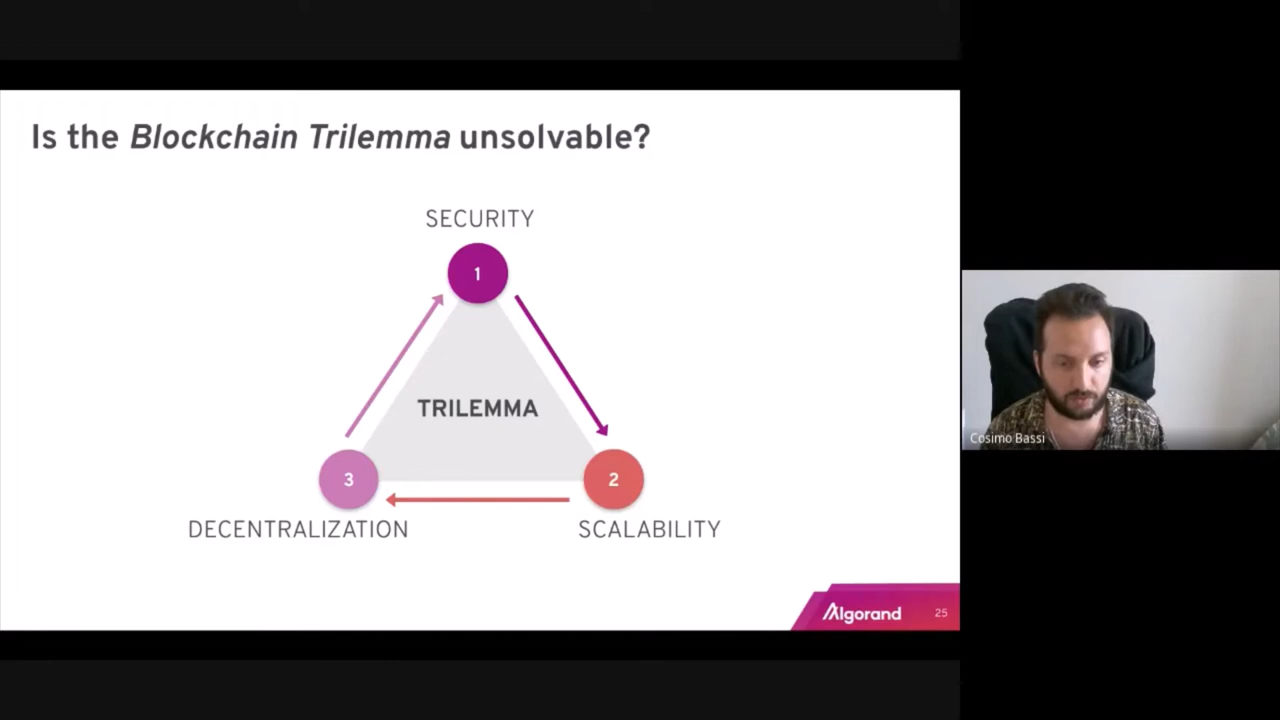 Is the Blockchain Trilemma unsolvable?
SECURITY
1
TRILEMMA
3
2
DECENTRALIZATION
SCALABILITY
Algorand
25
Cosimo Bassi